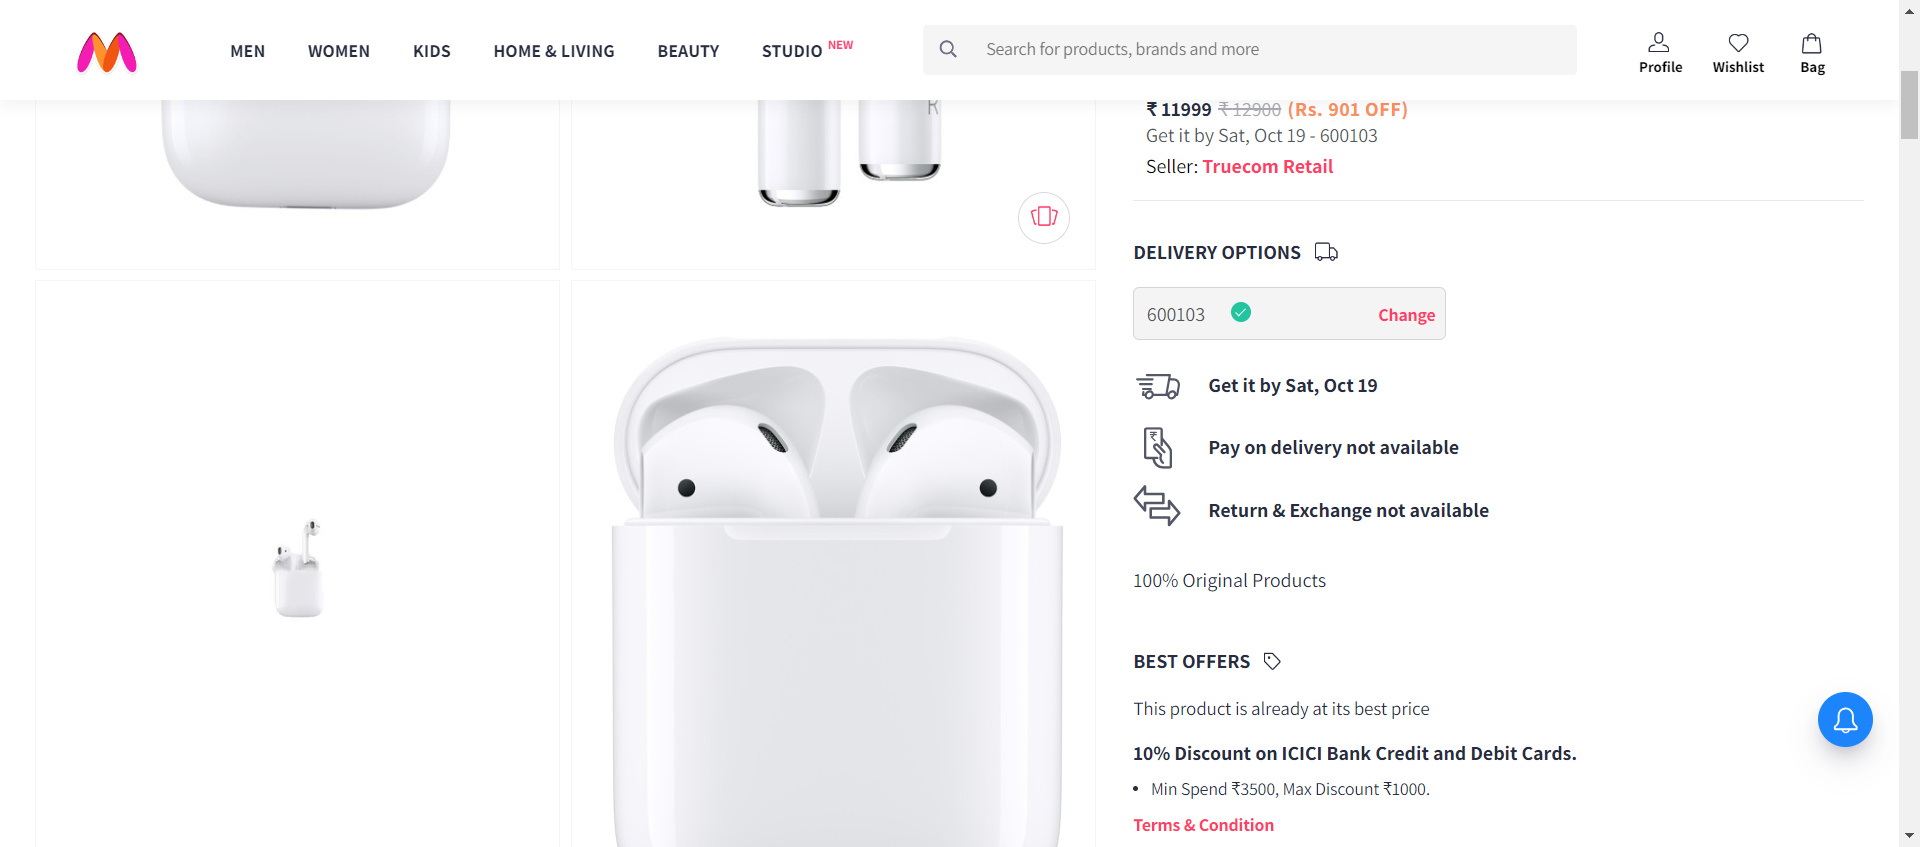 MEN WOMEN KIDS HOME & LIVING BEAUTY STUDIO NEW Search for products, brands and more Profile Wishlist Bag
₹ 11999 ₹ 12900 (Rs. 901 OFF)
Get it by Sat, Oct 19 - 600103
Seller: Truecom Retail
DELIVERY OPTIONS
600103 Change
Get it by Sat, Oct 19
Pay on delivery not available
Return & Exchange not available
100% Original Products
BEST OFFERS
This product is already at its best price
10% Discount on ICICI Bank Credit and Debit Cards.
• Min Spend ₹3500, Max Discount ₹1000.
Terms & Condition
R